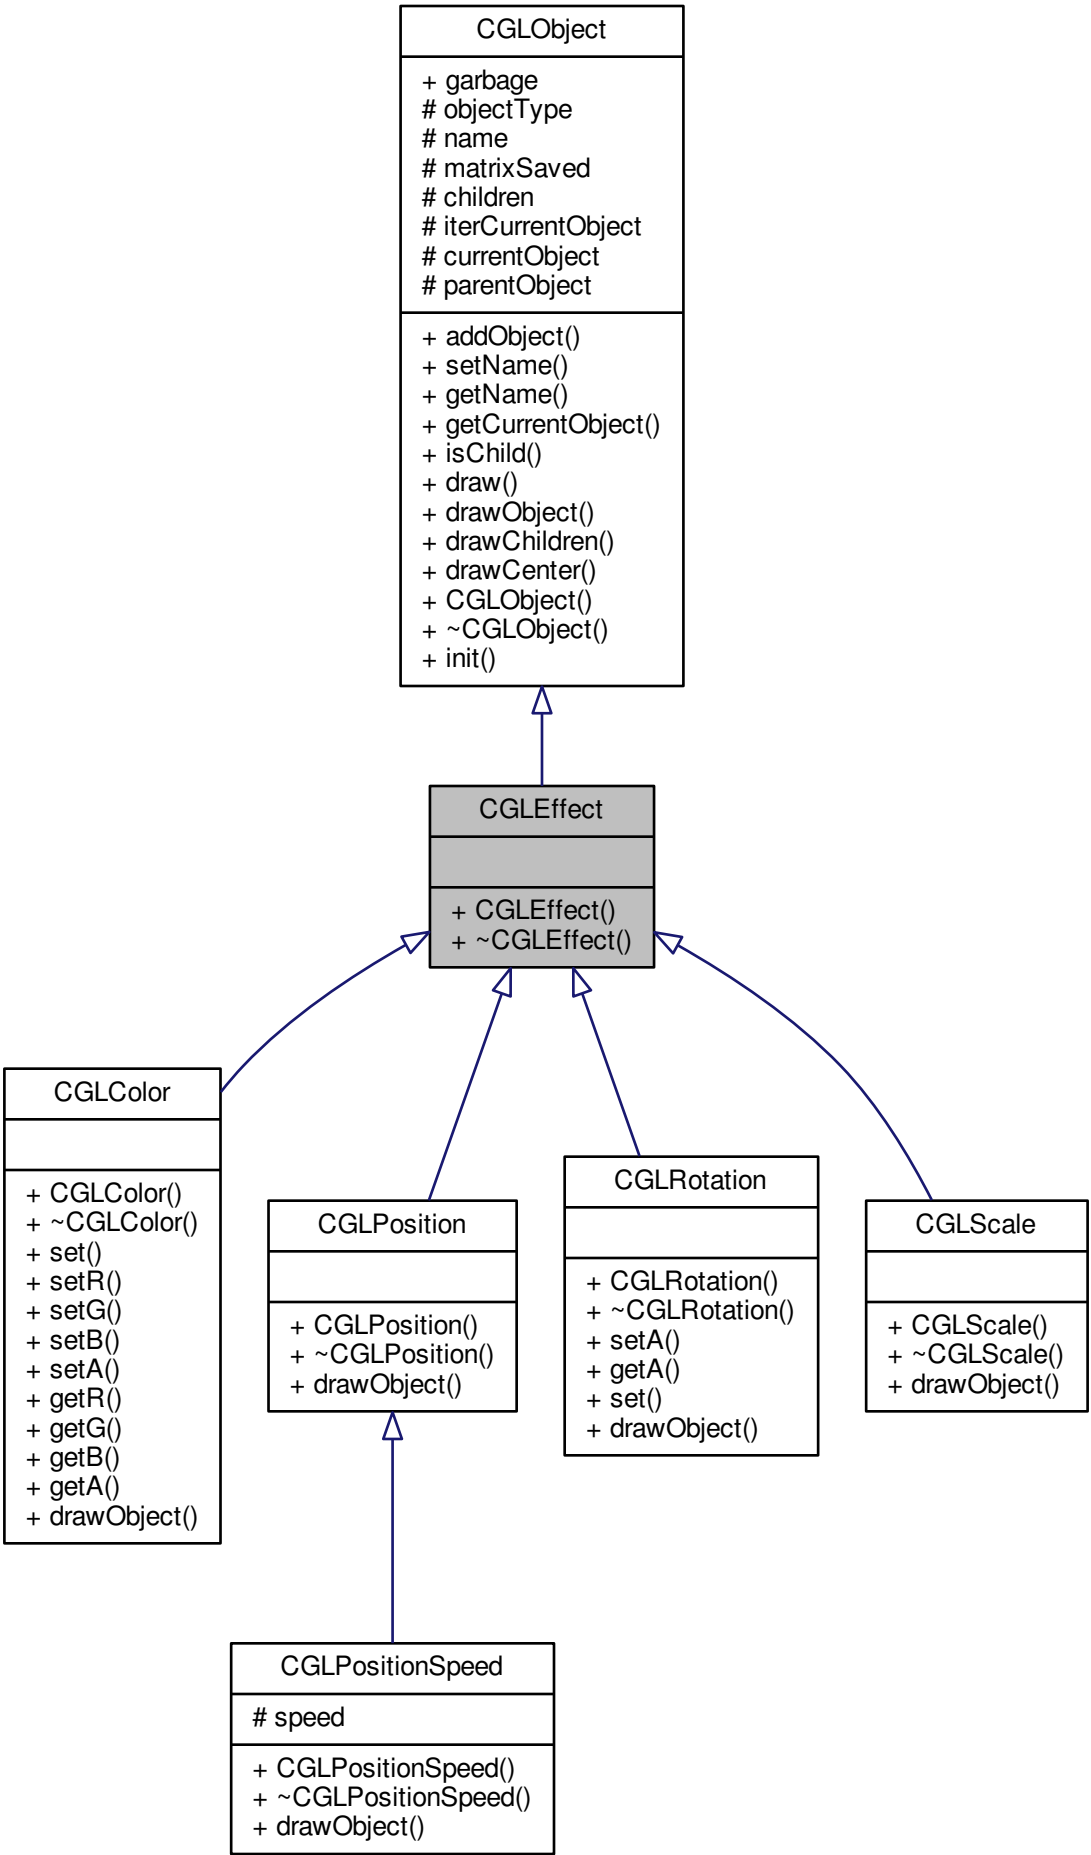 CGLObject
+ garbage
# objectType
# name
# matrixSaved
# children
# iterCurrentObject
# currentObject
# parentObject
+ addObject()
+ setName()
+ getName()
+ getCurrentObject()
+ isChild()
+ draw()
+ drawObject()
+ drawChildren()
+ drawCenter()
+ CGLObject()
+ ~CGLObject()
+ init()
CGLEffect
+ CGLEffect()
+ ~CGLEffect()
CGLColor
+ CGLColor()
+ ~CGLColor()
+ set()
+ setR()
+ setG()
+ setB()
+ setA()
+ getR()
+ getG()
+ getB()
+ getA()
+ drawObject()
CGLPosition
+ CGLPosition()
+ ~CGLPosition()
+ drawObject()
CGLRotation
+ CGLRotation()
+ ~CGLRotation()
+ setA()
+ getA()
+ set()
+ drawObject()
CGLScale
+ CGLScale()
+ ~CGLScale()
+ drawObject()
CGLPositionSpeed
# speed
+ CGLPositionSpeed()
+ ~CGLPositionSpeed()
+ drawObject()